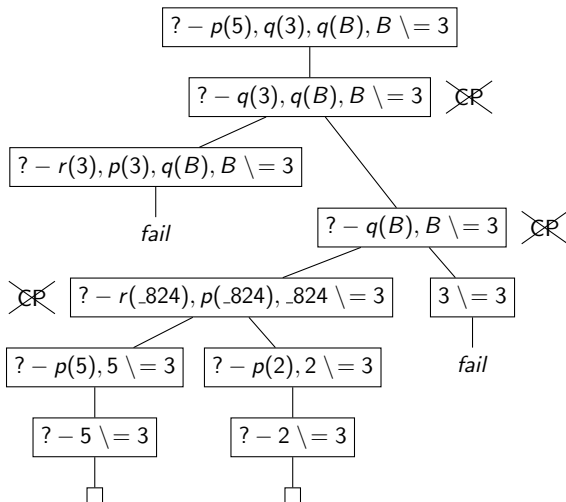 ? − p(5), q(3), q(B), B \= 3
? − q(3), q(B), B \= 3 CP
? − r(3), p(3), q(B), B \= 3
fail
? − q(B), B \= 3 CP
CP ? − r(_824), p(_824), _824 \= 3 3 \= 3
? − p(5), 5 \= 3 ? − p(2), 2 \= 3 fail
? − 5 \= 3 ? − 2 \= 3